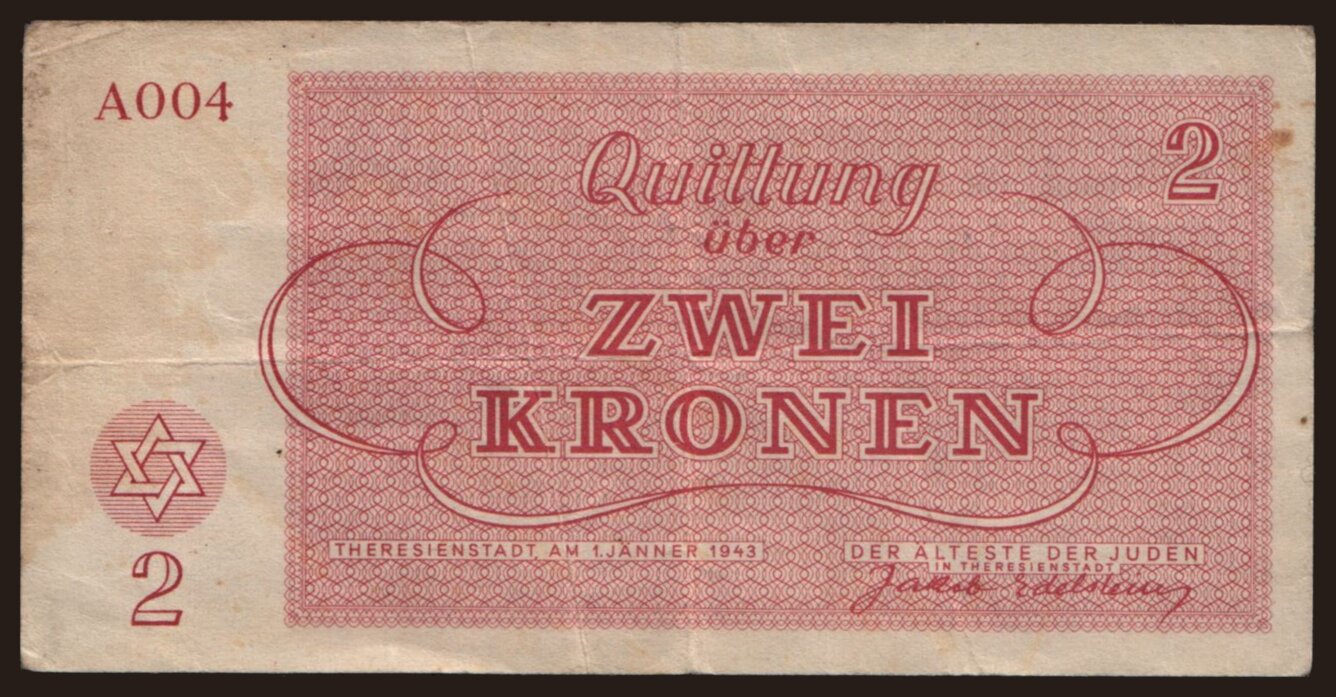 A004
2
Quittung
über
ZWEI
KRONEN
2
THERESIENSTADT, AM 1. JÄNNER 1943
DER ÄLTESTE DER JUDEN
IN THERESIENSTADT
Jakob Edelstein